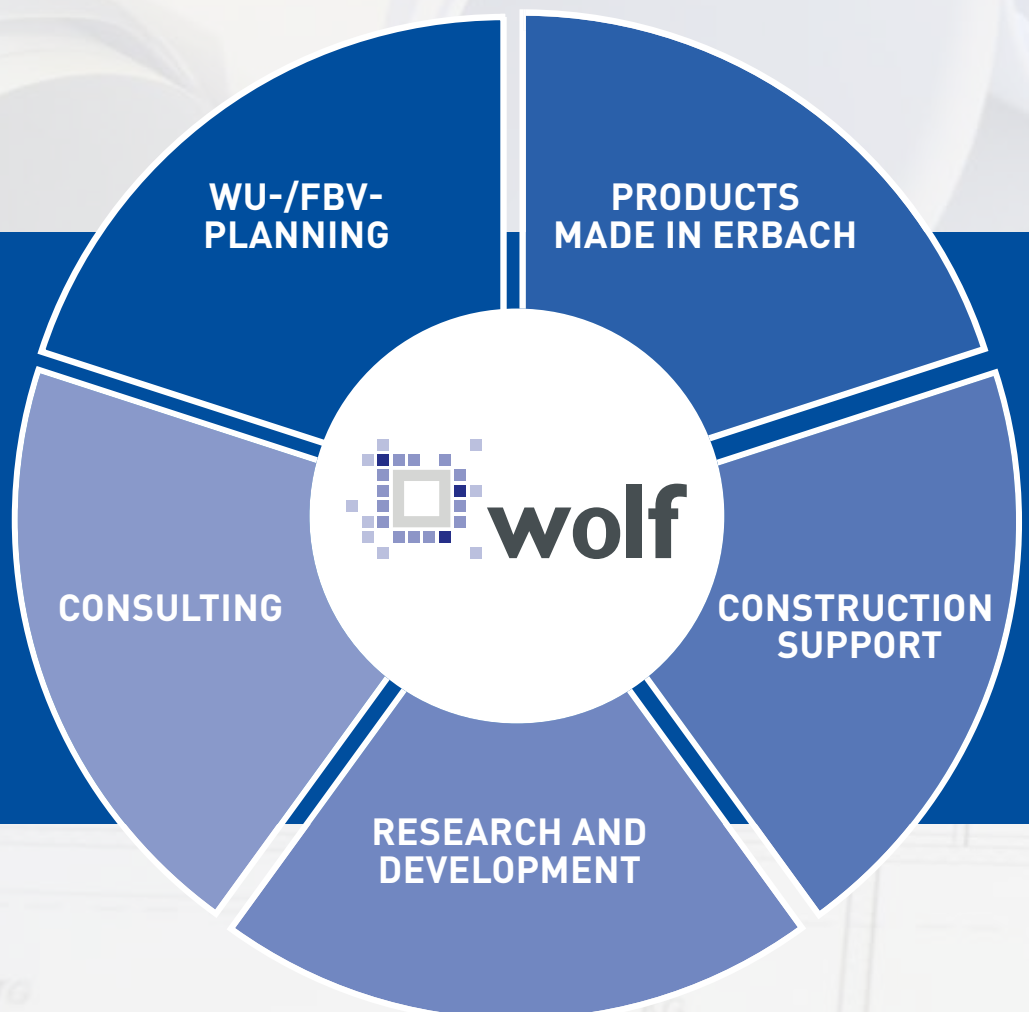 WU-/FBV-
PLANNING
PRODUCTS
MADE IN ERBACH
wolf
CONSULTING
CONSTRUCTION
SUPPORT
RESEARCH AND
DEVELOPMENT